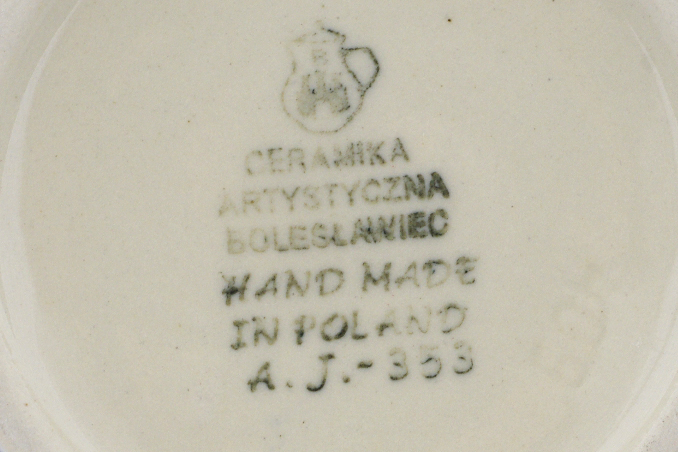 B
CERAMIKA
ARTYSTYCZNA
BOLESŁAWIEC
HAND MADE
IN POLAND
A.J.-353